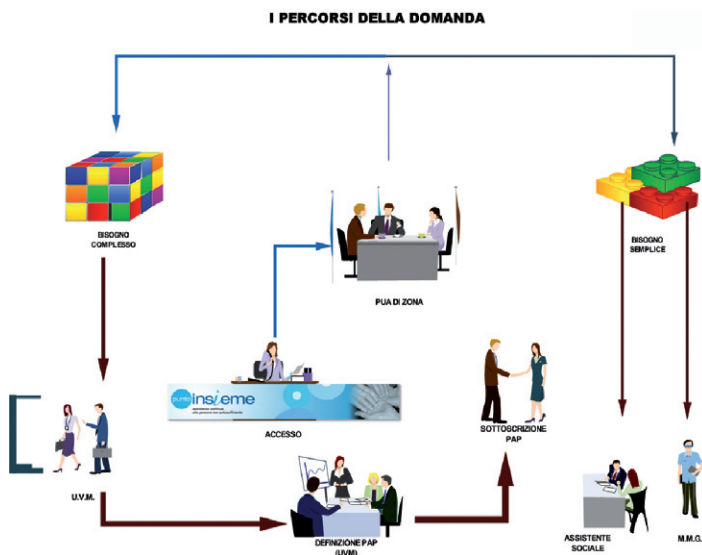 I PERCORSI DELLA DOMANDA
BISOGNO
COMPLESSO
BISOGNO
SEMPLICE
PUA DI ZONA
punto
insieme
ACCESSO
SOTTOSCRIZIONE
PAP
U.V.M.
DEFINIZIONE PAP
(UVM)
ASSISTENTE
SOCIALE
M.M.G.